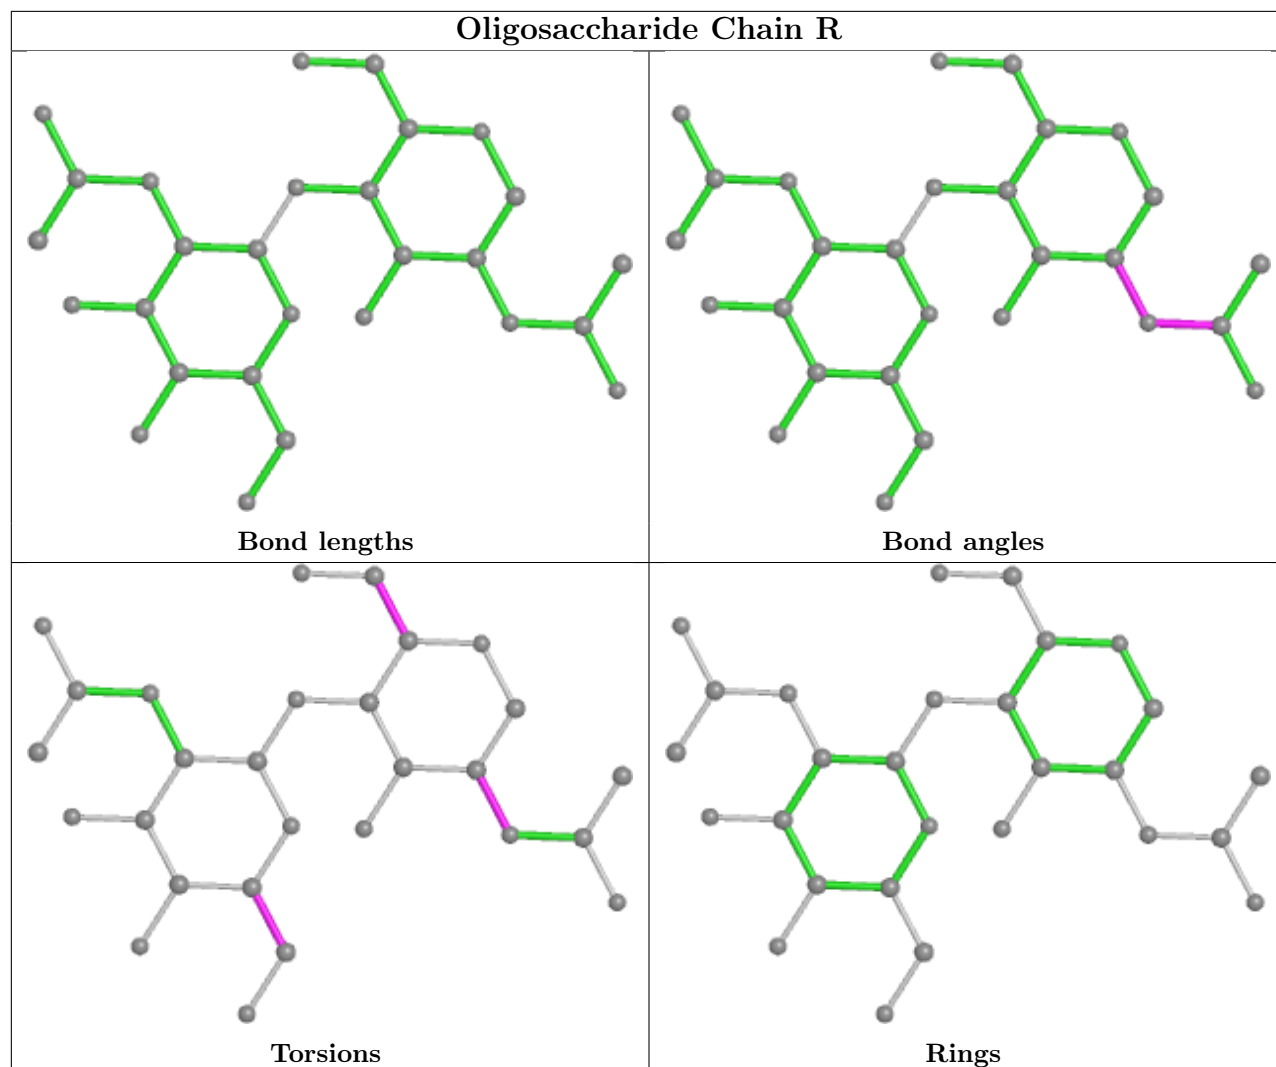 Oligosaccharide Chain R
Bond lengths
Bond angles
Torsions
Rings